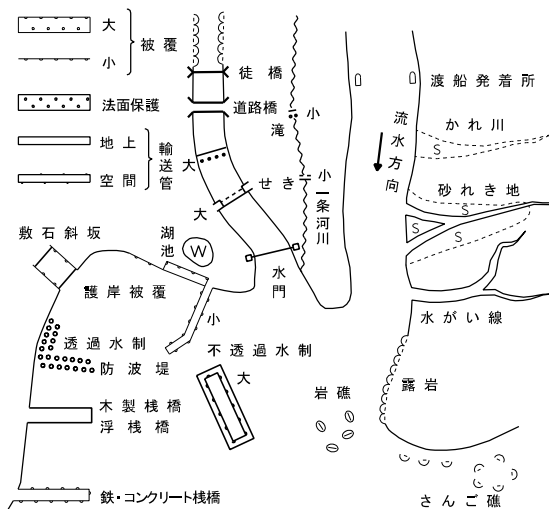 大
小
被覆
法面保護
地上
空間
輸送管
徒橋
道路橋
大
滝
小
せき
大
小
一条河川
渡船発着所
かれ川
流水方向
砂れき地
S
S
S
S
敷石斜坂
湖池
W
水門
護岸被覆
小
水がい線
透過水制
不透過水制
防波堤
大
露岩
岩礁
木製桟橋
浮桟橋
鉄・コンクリート桟橋
さんご礁